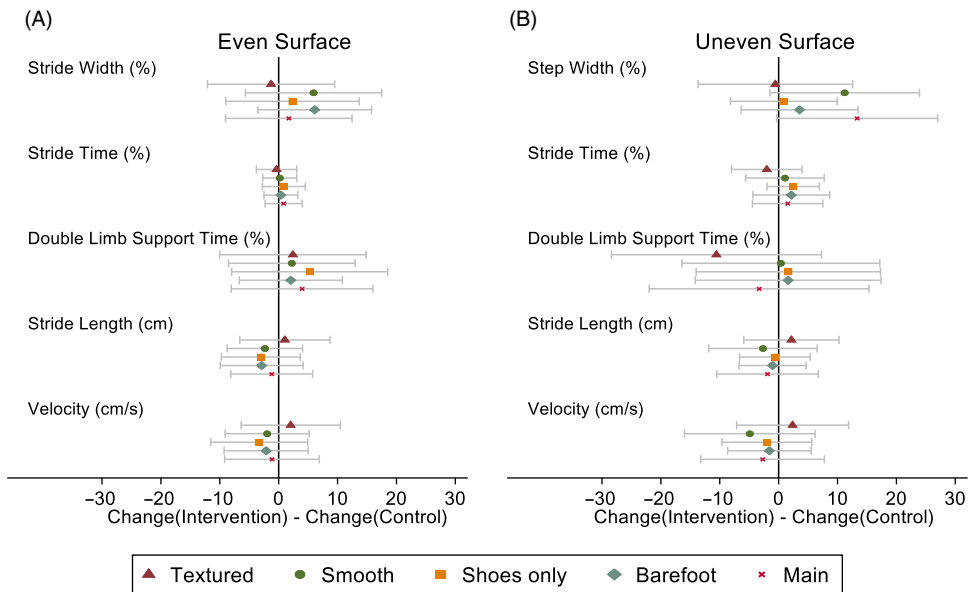 (A)
Even Surface
Stride Width (%)
Stride Time (%)
Double Limb Support Time (%)
Stride Length (cm)
Velocity (cm/s)
−30 −20 −10 0 10 20 30
Change(Intervention) - Change(Control)
(B)
Uneven Surface
Step Width (%)
Stride Time (%)
Double Limb Support Time (%)
Stride Length (cm)
Velocity (cm/s)
−30 −20 −10 0 10 20 30
Change(Intervention) - Change(Control)
Textured Smooth Shoes only Barefoot Main